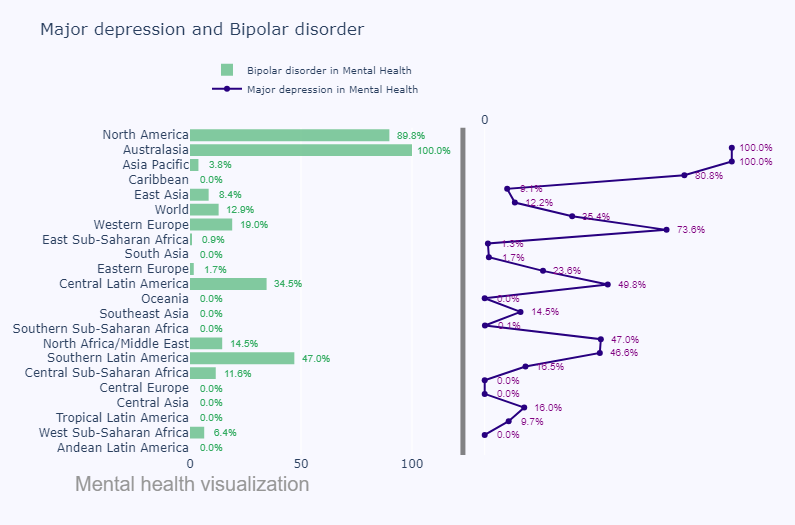 Major depression and Bipolar disorder
Bipolar disorder in Mental Health
Major depression in Mental Health
0
North America 89.8% 100.0%
Australasia 100.0% 100.0%
Asia Pacific 3.8% 80.8%
Caribbean 0.0% 9.1%
East Asia 8.4% 12.2%
World 12.9% 35.4%
Western Europe 19.0% 73.6%
East Sub-Saharan Africa 0.9% 1.3%
South Asia 0.0% 1.7%
Eastern Europe 1.7% 23.6%
Central Latin America 34.5% 49.8%
Oceania 0.0% 0.0%
Southeast Asia 0.0% 14.5%
Southern Sub-Saharan Africa 0.0% 0.1%
North Africa/Middle East 14.5% 47.0%
Southern Latin America 47.0% 46.6%
Central Sub-Saharan Africa 11.6% 16.5%
Central Europe 0.0% 0.0%
Central Asia 0.0% 0.0%
Tropical Latin America 0.0% 16.0%
West Sub-Saharan Africa 6.4% 9.7%
Andean Latin America 0.0% 0.0%
0 50 100
Mental health visualization